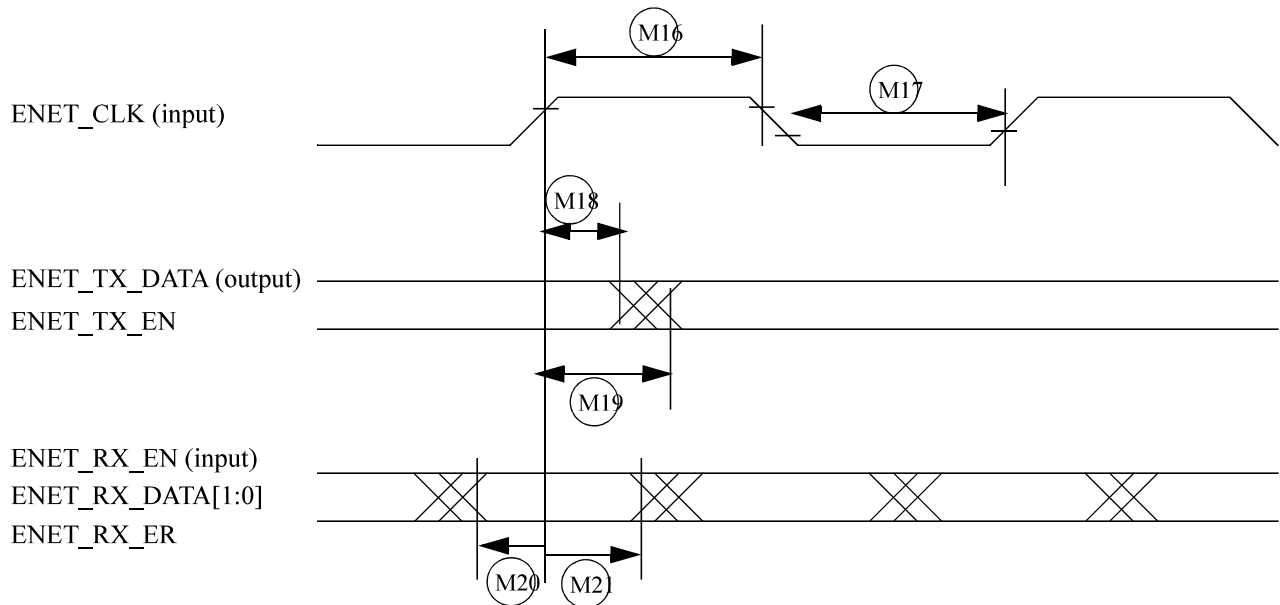 M16
M17
ENET_CLK (input)
M18
ENET_TX_DATA (output)
ENET_TX_EN
M19
ENET_RX_EN (input)
ENET_RX_DATA[1:0]
ENET_RX_ER
M20
M21